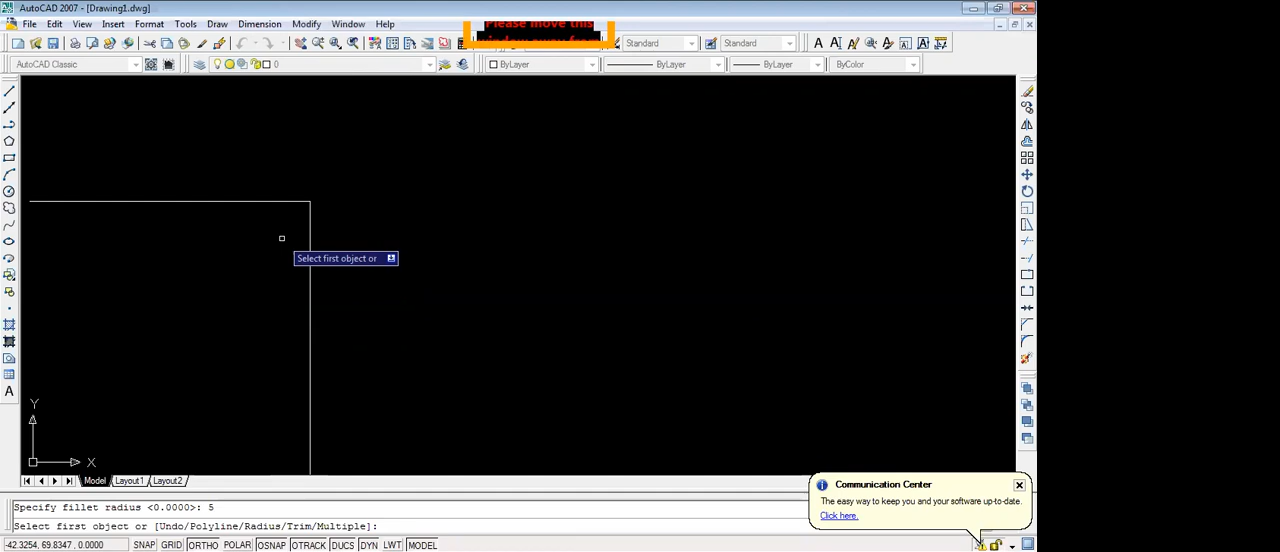 AutoCAD 2007 - [Drawing1.dwg]
File Edit View Insert Format Tools Draw Dimension Modify Window Help
Please move this
window away from
Standard Standard
AutoCAD Classic 0 ByLayer ByLayer ByLayer ByColor
Select first object or
Y
X
Model Layout1 Layout2
Communication Center
The easy way to keep you and your software up-to-date.
Click here.
Specify fillet radius <0.0000>: 5
Select first object or [Undo/Polyline/Radius/Trim/Multiple]:
42.3254, 69.8347 , 0.0000 SNAP GRID ORTHO POLAR OSNAP OTRACK DUCS DYN LWT MODEL